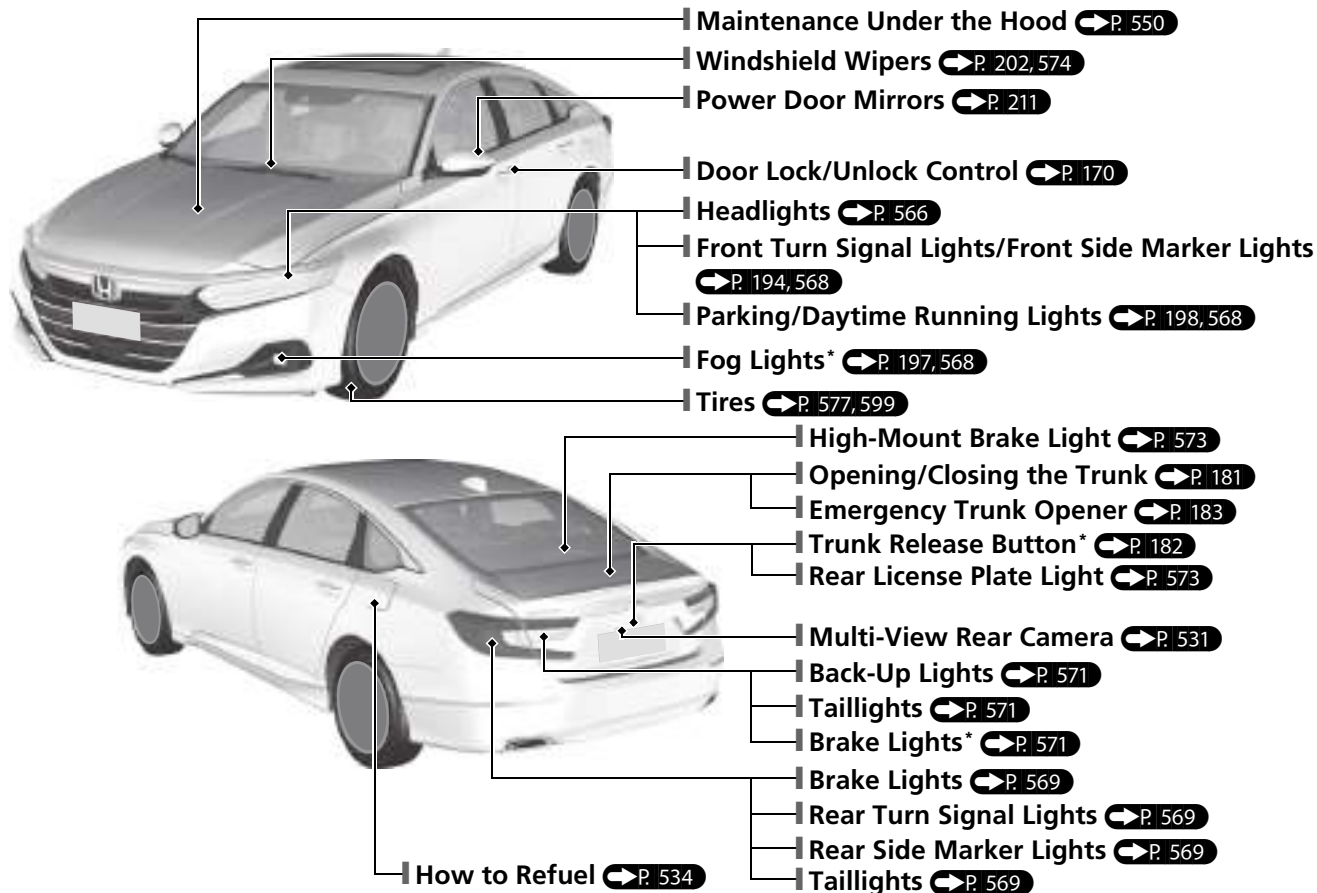 Maintenance Under the Hood P. 550
Windshield Wipers P. 202, 574
Power Door Mirrors P. 211
Door Lock/Unlock Control P. 170
Headlights P. 566
Front Turn Signal Lights/Front Side Marker Lights
P. 194, 568
Parking/Daytime Running Lights P. 198, 568
Fog Lights* P. 197, 568
Tires P. 577, 599
High-Mount Brake Light P. 573
Opening/Closing the Trunk P. 181
Emergency Trunk Opener P. 183
Trunk Release Button* P. 182
Rear License Plate Light P. 573
Multi-View Rear Camera P. 531
Back-Up Lights P. 571
Taillights P. 571
Brake Lights* P. 571
Brake Lights P. 569
Rear Turn Signal Lights P. 569
Rear Side Marker Lights P. 569
Taillights P. 569
How to Refuel P. 534